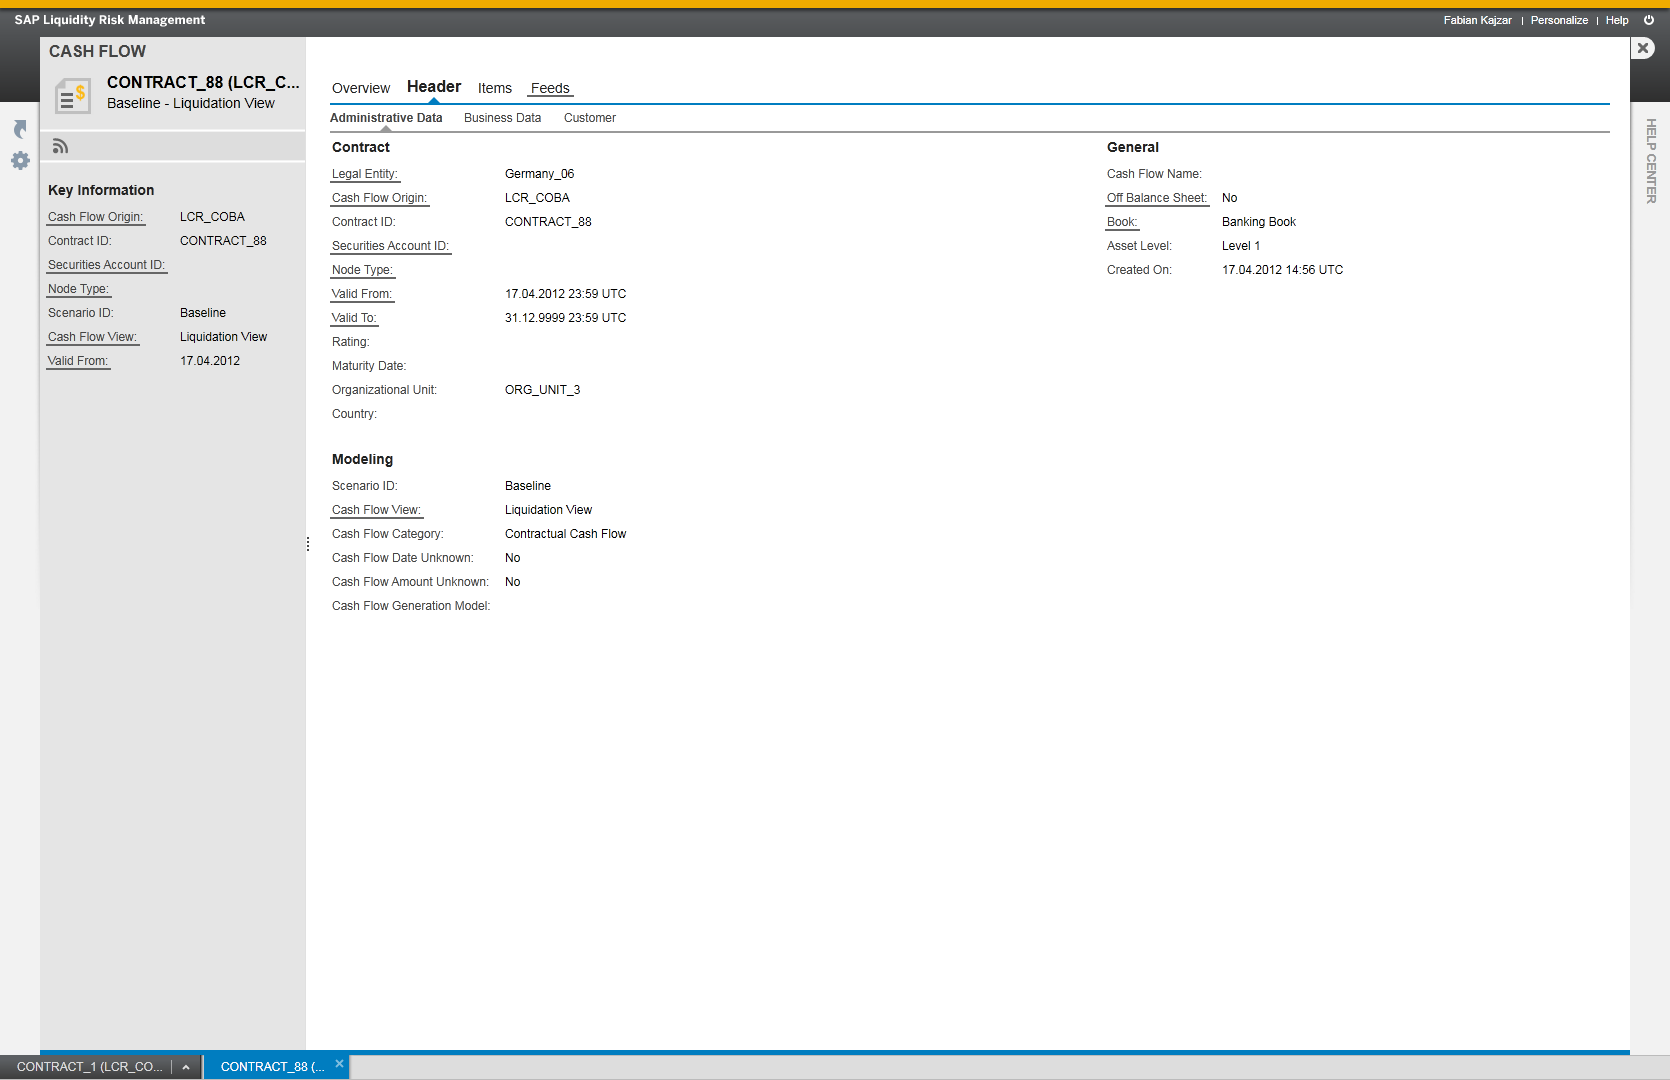 SAP Liquidity Risk Management
Fabian Kajzar | Personalize | Help
CASH FLOW
CONTRACT_88 (LCR_C...
Baseline - Liquidation View
Key Information
Cash Flow Origin: LCR_COBA
Contract ID: CONTRACT_88
Securities Account ID:
Node Type:
Scenario ID: Baseline
Cash Flow View: Liquidation View
Valid From: 17.04.2012
Overview Header Items Feeds
Administrative Data Business Data Customer
Contract
Legal Entity: Germany_06
Cash Flow Origin: LCR_COBA
Contract ID: CONTRACT_88
Securities Account ID:
Node Type:
Valid From: 17.04.2012 23:59 UTC
Valid To: 31.12.9999 23:59 UTC
Rating:
Maturity Date:
Organizational Unit: ORG_UNIT_3
Country:
Modeling
Scenario ID: Baseline
Cash Flow View: Liquidation View
Cash Flow Category: Contractual Cash Flow
Cash Flow Date Unknown: No
Cash Flow Amount Unknown: No
Cash Flow Generation Model:
General
Cash Flow Name:
Off Balance Sheet: No
Book: Banking Book
Asset Level: Level 1
Created On: 17.04.2012 14:56 UTC
HELP CENTER
CONTRACT_1 (LCR_CO...
CONTRACT_88 (...